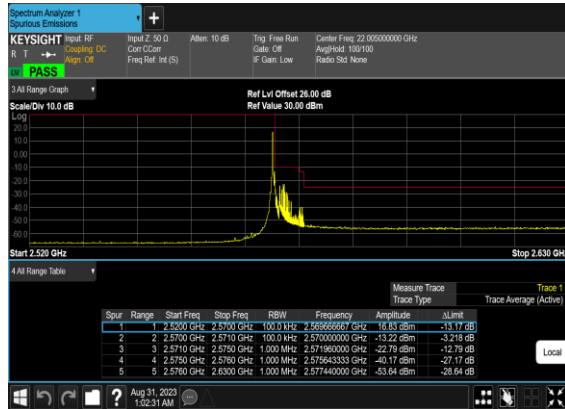 Spectrum Analyzer 1
Spurious Emissions
KEYSIGHT Input: RF Input Z: 50 Ω Atten: 10 dB Trig: Free Run Center Freq: 22.005000000 GHz
R T Coupling: DC Corr CCorr Gate: Off Avg|Hold: 100/100
Align: Off Freq Ref: Int (S) IF Gain: Low Radio Std: None
PASS
3 All Range Graph
Ref Lvl Offset 26.00 dB
Scale/Div 10.0 dB Ref Value 30.00 dBm
Log
20.0
10.0
0.00
-10.0
-20.0
-30.0
-40.0
-50.0
-60.0
Start 2.520 GHz Stop 2.630 GHz
4 All Range Table
Measure Trace Trace 1
Trace Type Trace Average (Active)
Spur Range Start Freq Stop Freq RBW Frequency Amplitude ΔLimit
1 1 2.5200 GHz 2.5700 GHz 100.0 kHz 2.569666667 GHz 16.83 dBm -13.17 dB
2 2 2.5700 GHz 2.5710 GHz 100.0 kHz 2.570000000 GHz -13.22 dBm -3.218 dB
3 3 2.5710 GHz 2.5750 GHz 1.000 MHz 2.571960000 GHz -22.79 dBm -12.79 dB
4 4 2.5750 GHz 2.5760 GHz 1.000 MHz 2.575643333 GHz -40.17 dBm -27.17 dB
5 5 2.5760 GHz 2.6300 GHz 1.000 MHz 2.577440000 GHz -53.64 dBm -28.64 dB
Local
Aug 31, 2023
1:02:31 AM